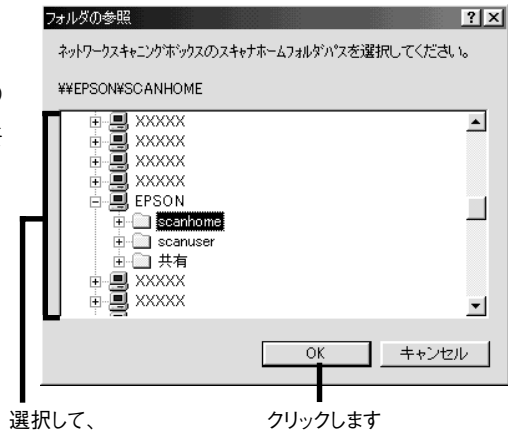 フォルダの参照
ネットワークスキャニングボックスのスキャナホームフォルダパスを選択してください。
¥¥EPSON¥SCANHOME
XXXXX
XXXXX
XXXXX
XXXXX
EPSON
scanhome
scanuser
共有
XXXXX
XXXXX
OK
キャンセル
選択して、
クリックします